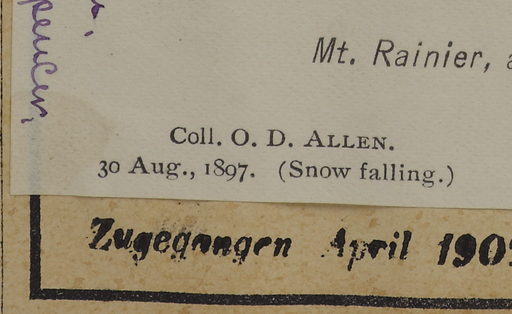 Mt. Rainier,
Coll. O. D. ALLEN.
30 Aug., 1897. (Snow falling.)
Zugegangen April 190